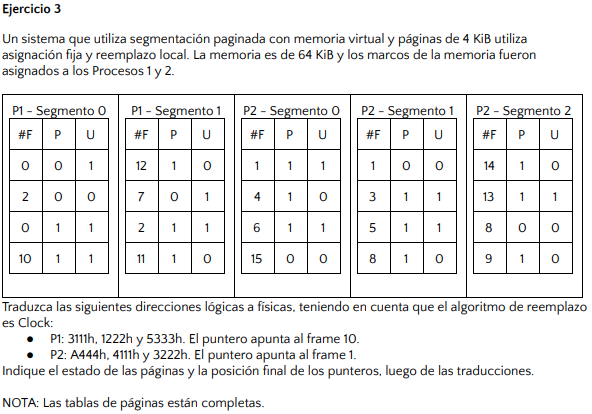 Ejercicio 3
Un sistema que utiliza segmentación paginada con memoria virtual y páginas de 4 KiB utiliza
asignación fija y reemplazo local. La memoria es de 64 KiB y los marcos de la memoria fueron
asignados a los Procesos 1 y 2.
P1 - Segmento 0 P1 - Segmento 1 P2 - Segmento 0 P2 - Segmento 1 P2 - Segmento 2
#F P U #F P U #F P U #F P U #F P U
0 0 1 12 1 0 1 1 1 1 0 0 14 1 0
2 0 0 7 0 1 4 1 0 3 1 1 13 1 1
0 1 1 2 1 1 6 1 1 5 1 1 8 0 0
10 1 1 11 1 0 15 0 0 8 1 0 9 1 0
Traduzca las siguientes direcciones lógicas a físicas, teniendo en cuenta que el algoritmo de reemplazo
es Clock:
● P1: 3111h, 1222h y 5333h. El puntero apunta al frame 10.
● P2: A444h, 4111h y 3222h. El puntero apunta al frame 1.
Indique el estado de las páginas y la posición final de los punteros, luego de las traducciones.
NOTA: Las tablas de páginas están completas.